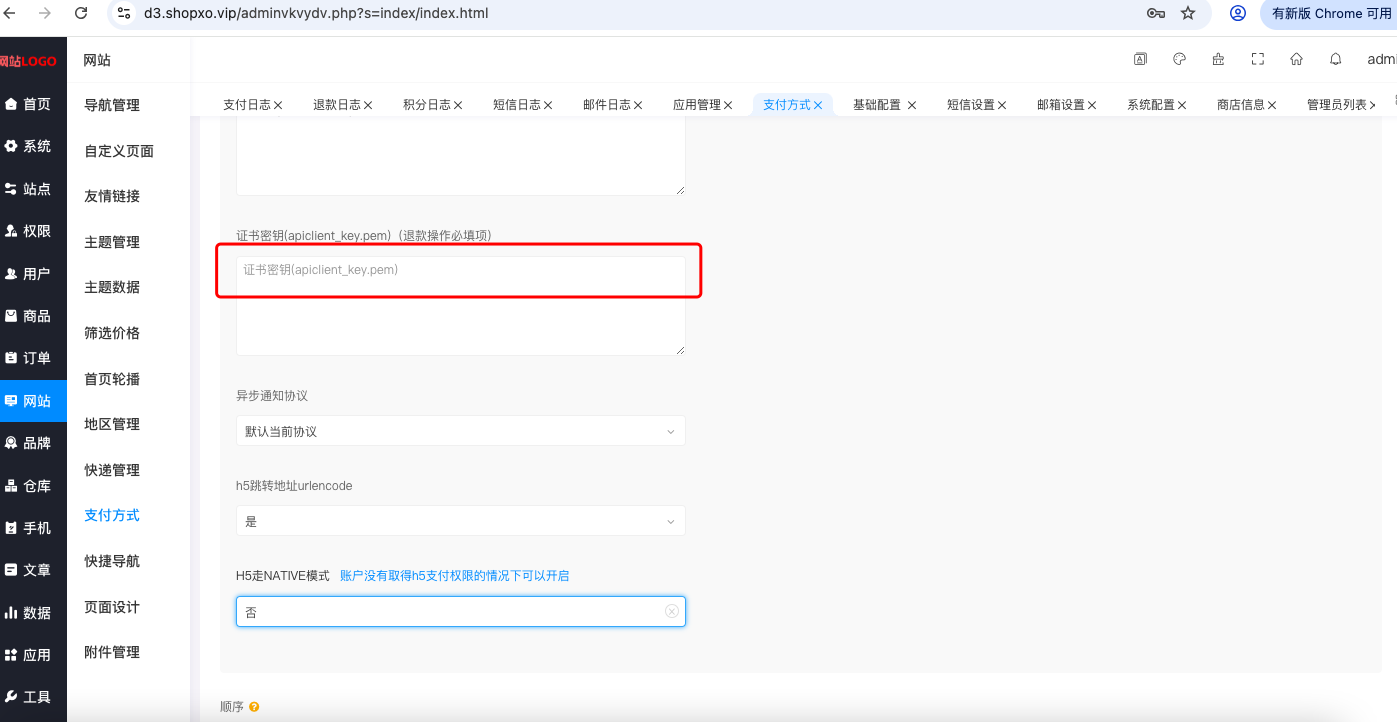 d3.shopxo.vip/adminvkvydv.php?s=index/index.html
有新版 Chrome 可用
网站LOGO
首页
系统
站点
权限
用户
商品
订单
网站
品牌
仓库
手机
文章
数据
应用
工具
网站
导航管理
自定义页面
友情链接
主题管理
主题数据
筛选价格
首页轮播
地区管理
快递管理
支付方式
快捷导航
页面设计
附件管理
admi
支付日志 退款日志 积分日志 短信日志 邮件日志 应用管理 支付方式 基础配置 短信设置 邮箱设置 系统配置 商店信息 管理员列表
证书密钥(apiclient_key.pem)（退款操作必填项)
证书密钥(apiclient_key.pem)
异步通知协议
默认当前协议
h5跳转地址urlencode
是
H5走NATIVE模式 账户没有取得h5支付权限的情况下可以开启
否
顺序